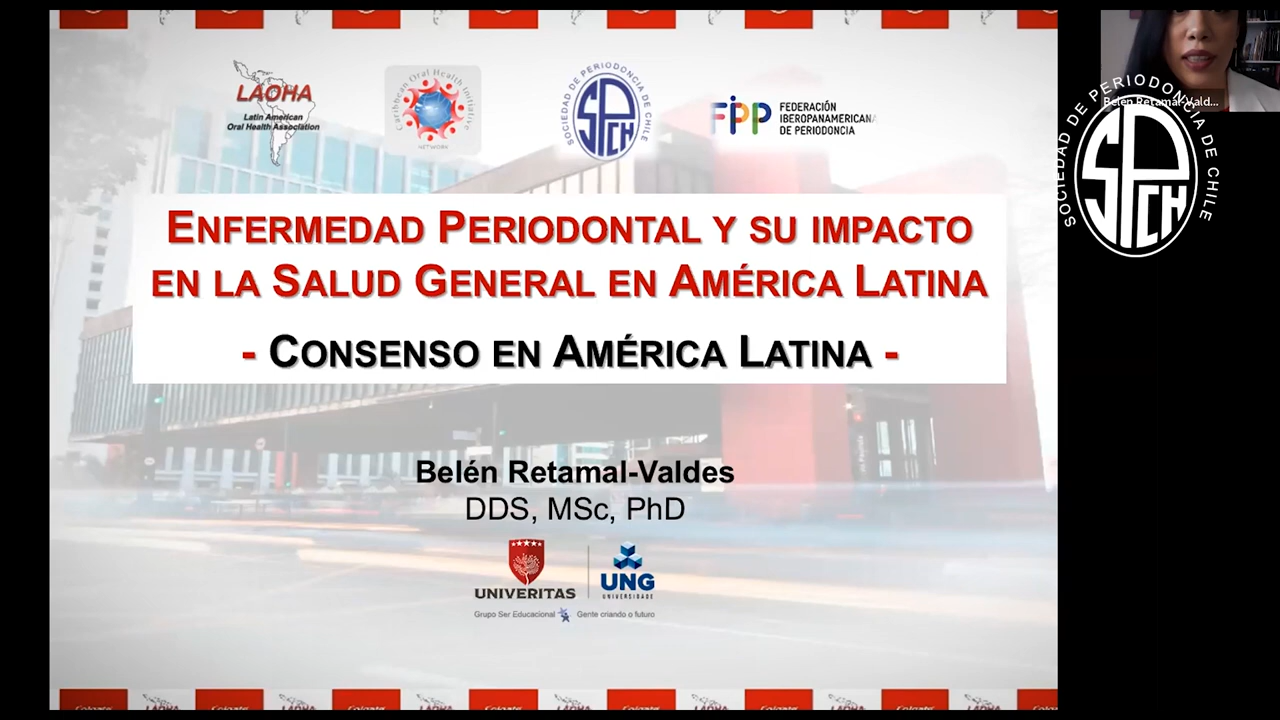 LAOHA
Latin American
Oral Health Association
Caribbean Oral Health Initiative
NETWORK
SOCIEDAD DE PERIODONCIA DE CHILE
SPCH
FIPP
FEDERACIÓN
IBEROPANAMERICANA
DE PERIODONCIA
Belén Retamal-Vald...
SOCIEDAD DE PERIODONCIA DE CHILE
SPCH
ENFERMEDAD PERIODONTAL Y SU IMPACTO
EN LA SALUD GENERAL EN AMÉRICA LATINA
- CONSENSO EN AMÉRICA LATINA -
Belén Retamal-Valdes
DDS, MSc, PhD
UNIVERITAS
UNG
UNIVERSIDADE
Grupo Ser Educacional
Gente criando o futuro